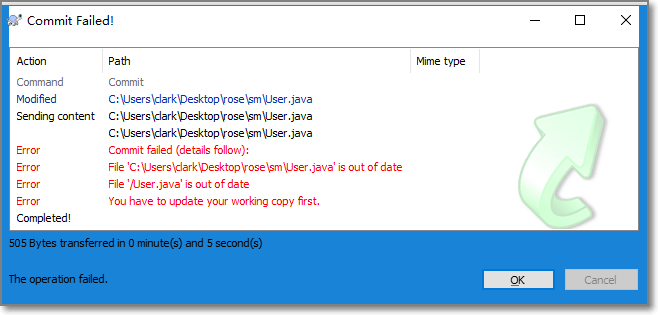 Commit Failed!
Action Path Mime type
Command Commit
Modified C:\Users\clark\Desktop\rose\sm\User.java
Sending content C:\Users\clark\Desktop\rose\sm\User.java
C:\Users\clark\Desktop\rose\sm\User.java
Error Commit failed (details follow):
Error File 'C:\Users\clark\Desktop\rose\sm\User.java' is out of date
Error File '/User.java' is out of date
Error You have to update your working copy first.
Completed!
505 Bytes transferred in 0 minute(s) and 5 second(s)
The operation failed.
OK Cancel